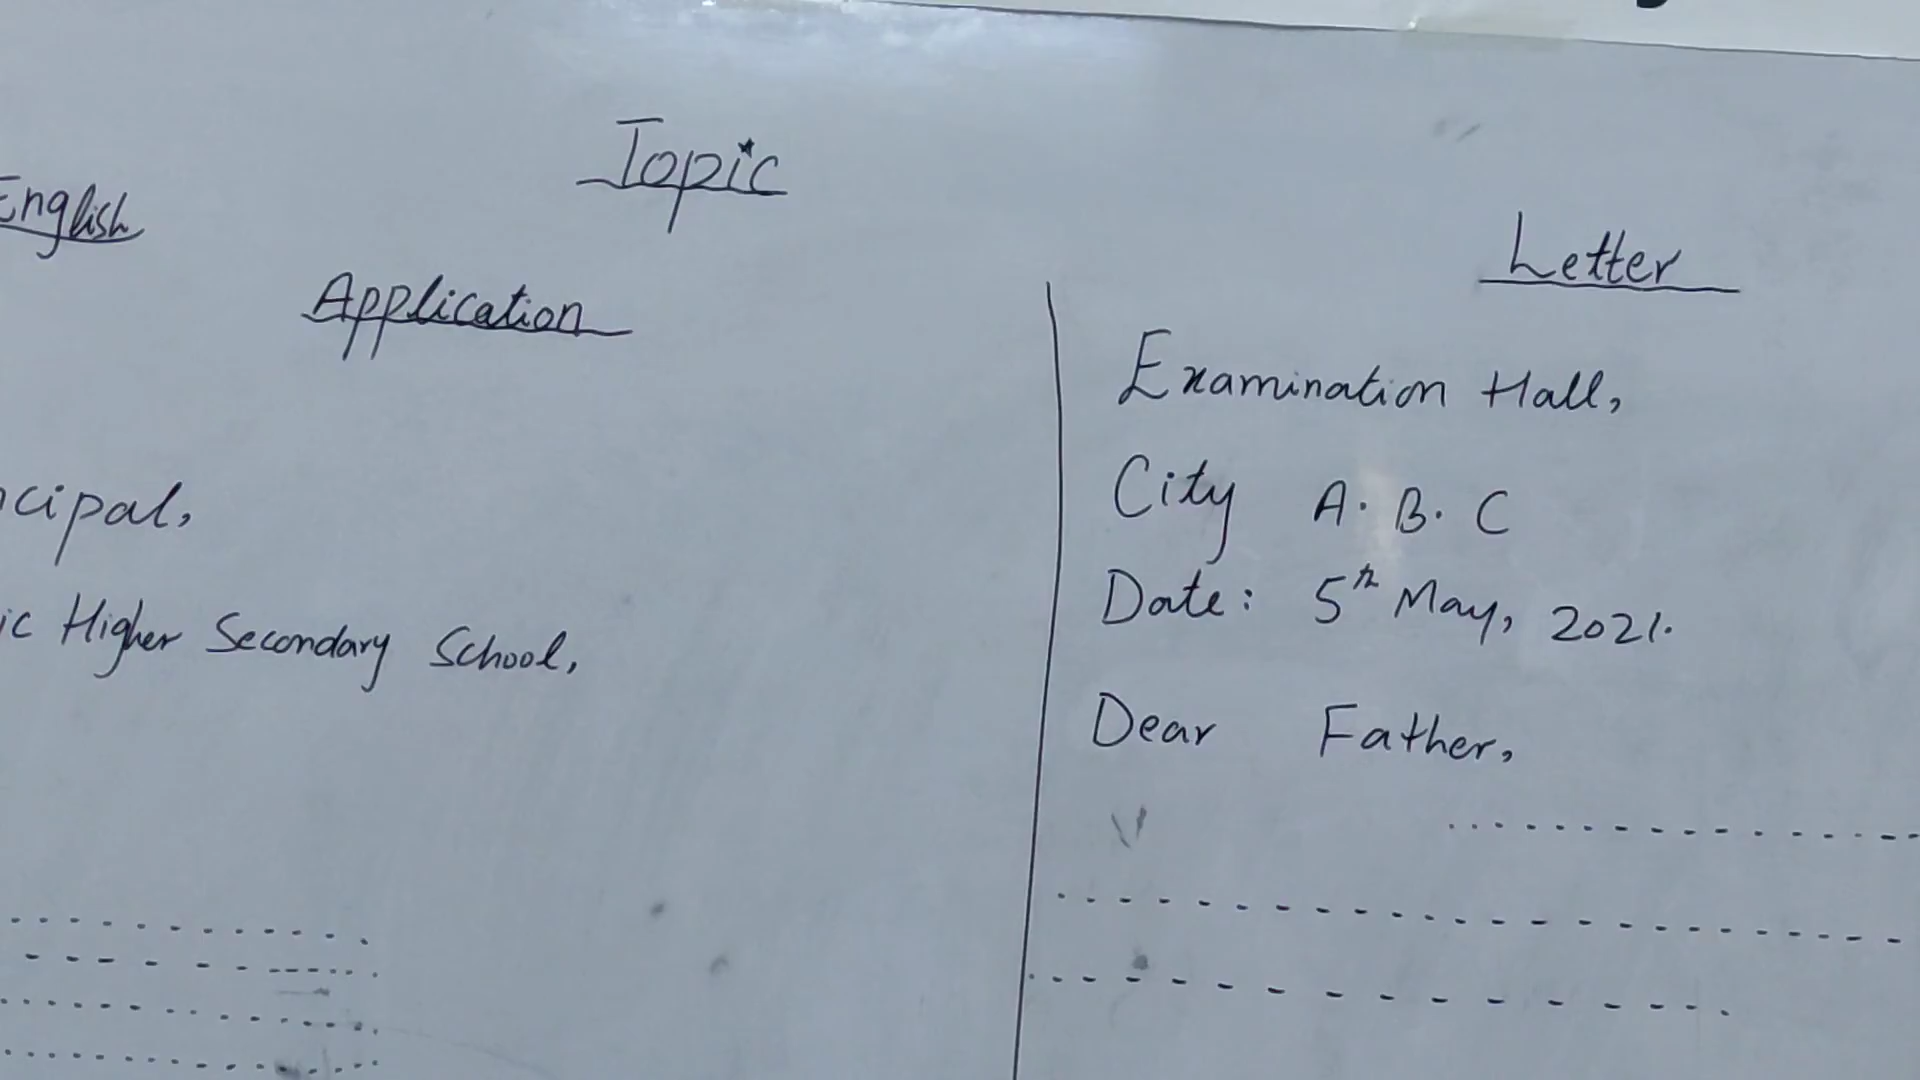 Topic
English
Application
cipal,
ic Higher Secondary School,
Letter
Examination Hall,
City A. B. C
Date: 5th May, 2021.
Dear Father,